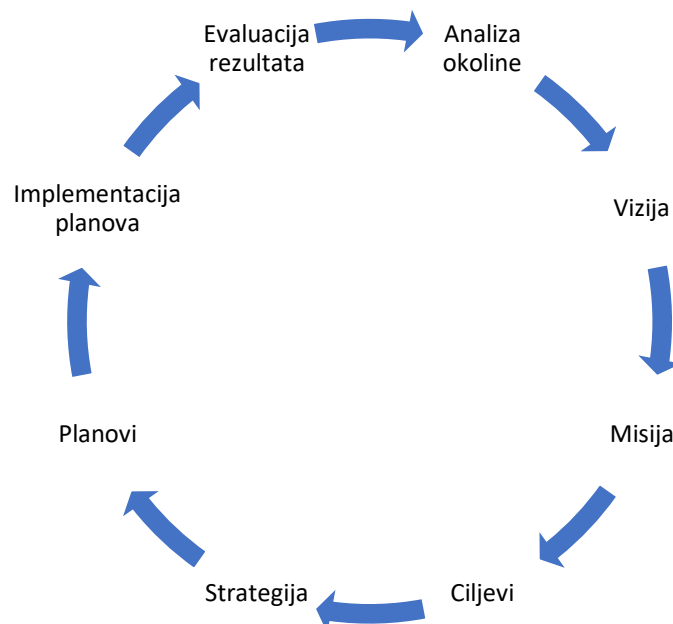 Evaluacija
rezultata
Analiza
okoline
Vizija
Misija
Ciljevi
Strategija
Planovi
Implementacija
planova